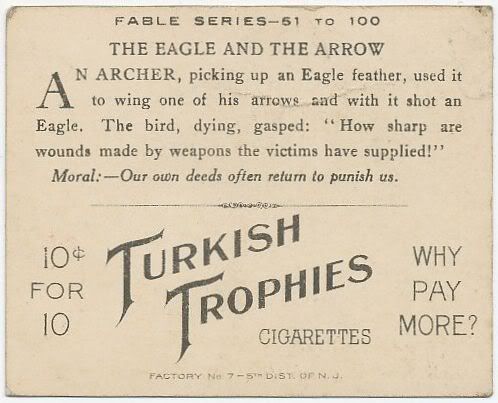 FABLE SERIES—51 TO 100
THE EAGLE AND THE ARROW
AN ARCHER, picking up an Eagle feather, used it
to wing one of his arrows and with it shot an
Eagle. The bird, dying, gasped: "How sharp are
wounds made by weapons the victims have supplied!"
Moral:—Our own deeds often return to punish us.
10¢
FOR
10
TURKISH
TROPHIES
CIGARETTES
WHY
PAY
MORE?
FACTORY No. 7—5TH DIST. OF N. J.